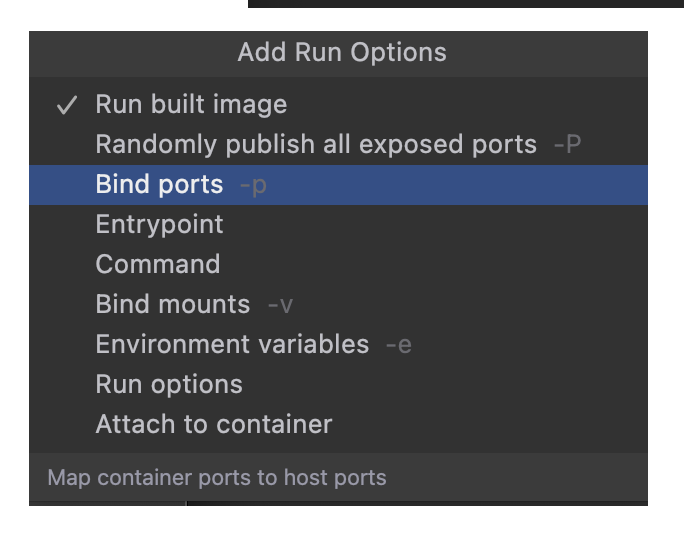 Add Run Options
✓ Run built image
Randomly publish all exposed ports -P
Bind ports -p
Entrypoint
Command
Bind mounts -v
Environment variables -e
Run options
Attach to container
Map container ports to host ports